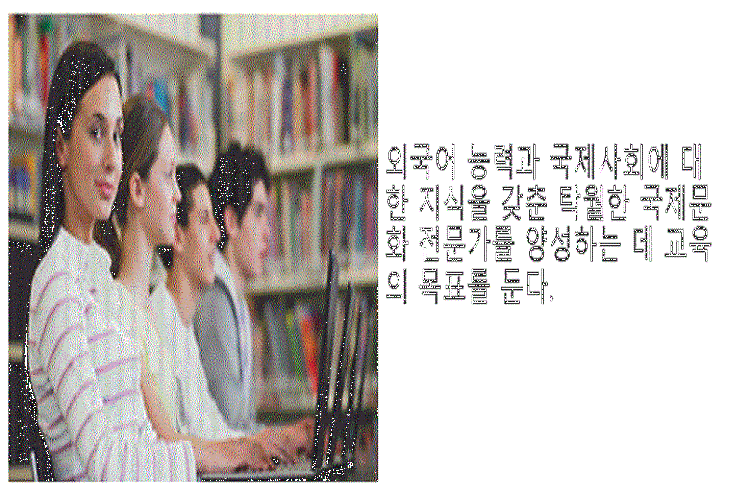 외국어 능력과 국제사회에 대
한 지식을 갖춘 탁월한 국제문
화 전문가를 양성하는 데 교육
의 목표를 둔다.